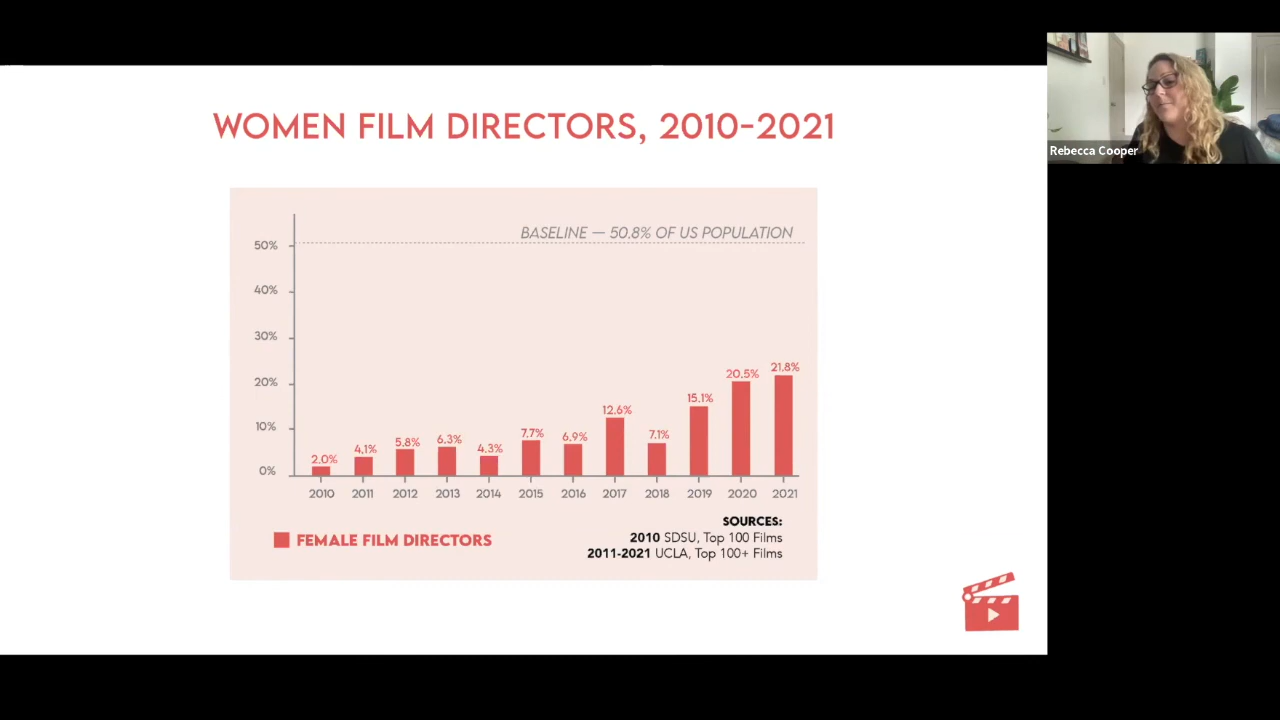 WOMEN FILM DIRECTORS, 2010-2021
Rebecca Cooper
BASELINE — 50.8% OF US POPULATION
50%
40%
30%
20%
10%
0%
2.0%
4.1%
5.8%
6.3%
4.3%
7.7%
6.9%
12.6%
7.1%
15.1%
20.5%
21.8%
2010 2011 2012 2013 2014 2015 2016 2017 2018 2019 2020 2021
FEMALE FILM DIRECTORS
SOURCES:
2010 SDSU, Top 100 Films
2011-2021 UCLA, Top 100+ Films